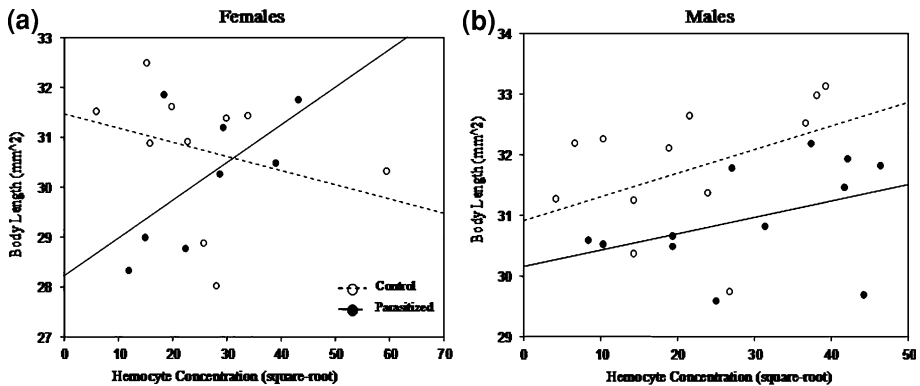 (a)
Females
33
32
31
30
29
28
27
Body Length (mm^2)
0 10 20 30 40 50 60 70
Hemocyte Concentration (square-root)
Control
Parasitized
(b)
Males
34
33
32
31
30
29
Body Length (mm^2)
0 10 20 30 40 50
Hemocyte Concentration (square-root)